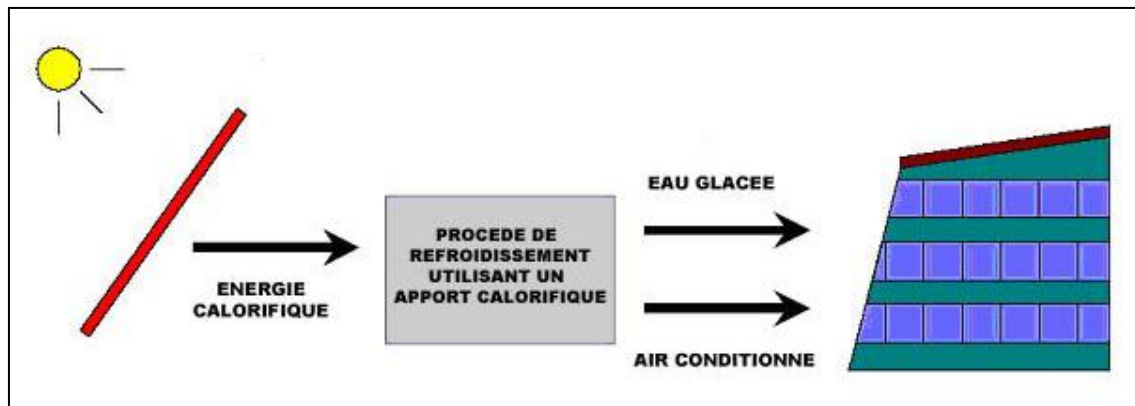 ENERGIE
CALORIFIQUE
PROCEDE DE
REFROIDISSEMENT
UTILISANT UN
APPORT CALORIFIQUE
EAU GLACEE
AIR CONDITIONNE